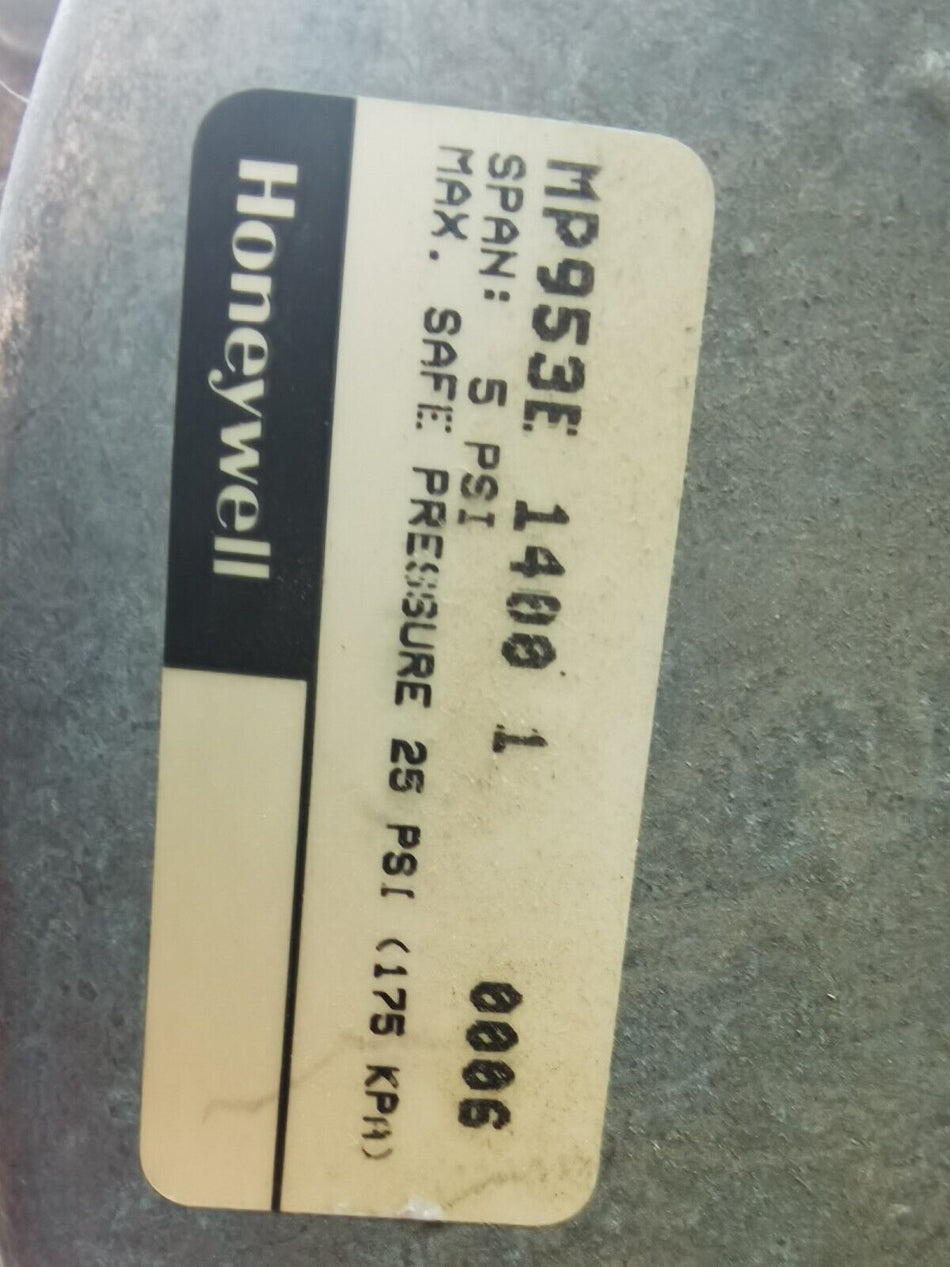 MP953E 1400 1 0006
SPAN: 5 PSI
MAX. SAFE PRESSURE 25 PSI (175 KPA)
Honeywell